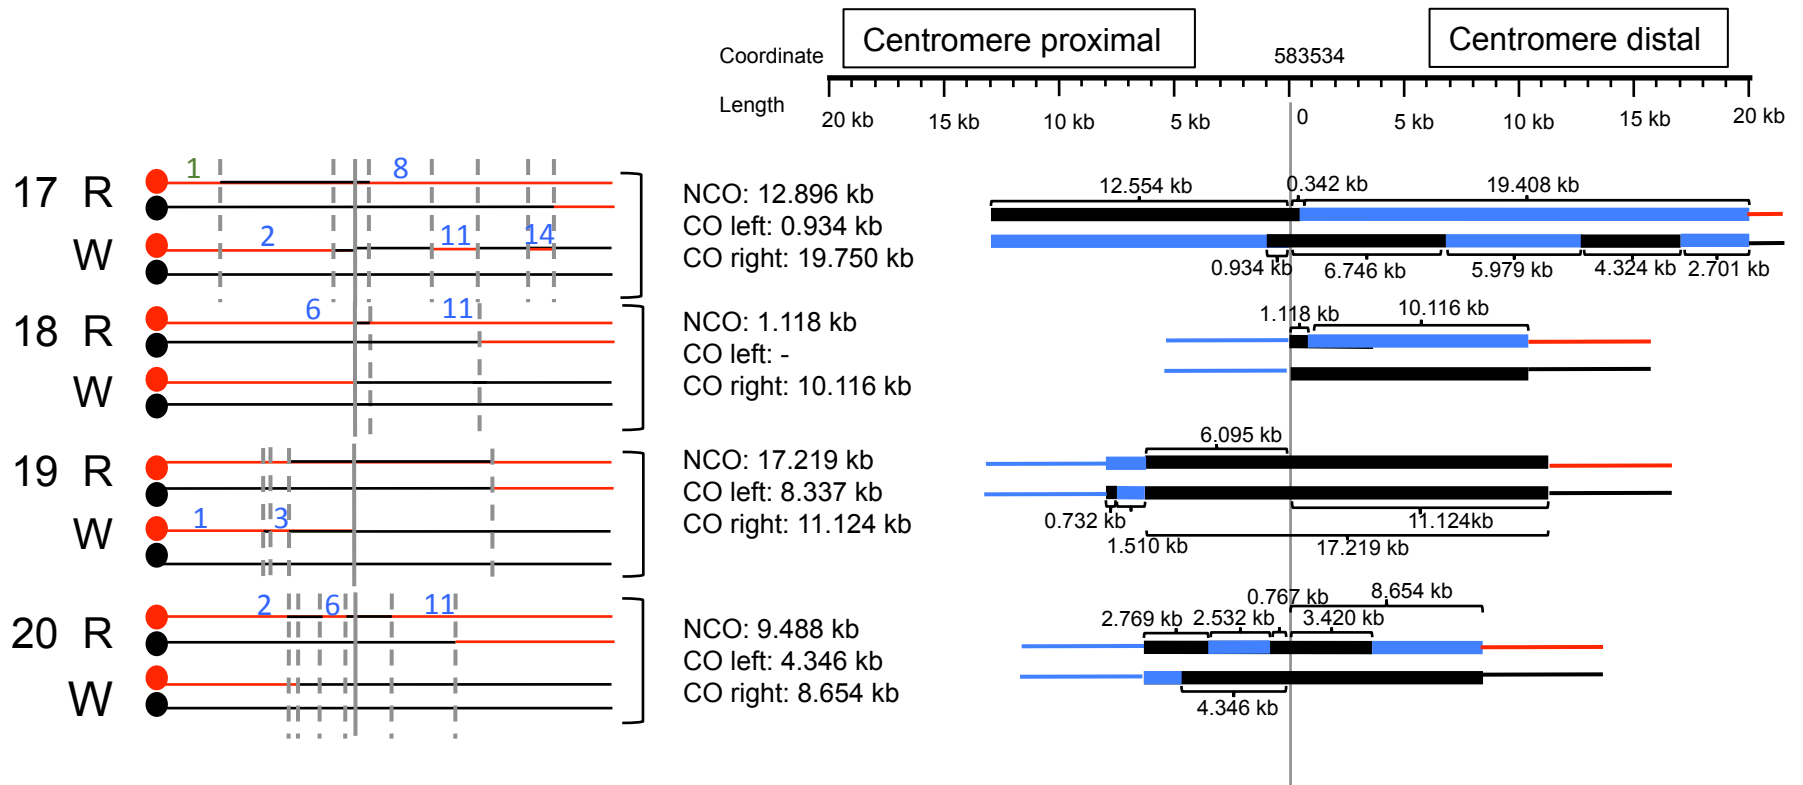 Centromere proximal
Centromere distal
Coordinate
583534
Length
20 kb 15 kb 10 kb 5 kb 0 5 kb 10 kb 15 kb 20 kb
17 R
1 8
W
2 11 14
NCO: 12.896 kb
CO left: 0.934 kb
CO right: 19.750 kb
12.554 kb 0.342 kb 19.408 kb
0.934 kb 6.746 kb 5.979 kb 4.324 kb 2.701 kb
18 R
6 11
W
NCO: 1.118 kb
CO left: -
CO right: 10.116 kb
1.118 kb 10.116 kb
19 R
W
1 3
NCO: 17.219 kb
CO left: 8.337 kb
CO right: 11.124 kb
6.095 kb
0.732 kb 11.124kb
1.510 kb 17.219 kb
20 R
2 6 11
W
NCO: 9.488 kb
CO left: 4.346 kb
CO right: 8.654 kb
0.767 kb 8.654 kb
2.769 kb 2.532 kb 3.420 kb
4.346 kb